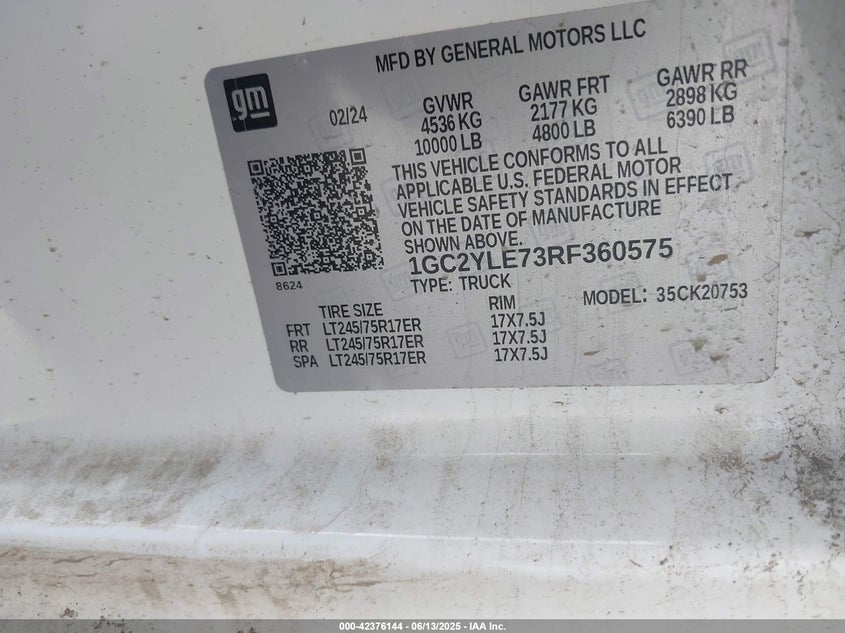 MFD BY GENERAL MOTORS LLC
gm
02/24
GVWR
4536 KG
10000 LB
GAWR FRT
2177 KG
4800 LB
GAWR RR
2898 KG
6390 LB
THIS VEHICLE CONFORMS TO ALL
APPLICABLE U.S. FEDERAL MOTOR
VEHICLE SAFETY STANDARDS IN EFFECT
ON THE DATE OF MANUFACTURE
SHOWN ABOVE.
8624
1GC2YLE73RF360575
TYPE: TRUCK
MODEL: 35CK20753
TIRE SIZE RIM
FRT LT245/75R17ER 17X7.5J
RR LT245/75R17ER 17X7.5J
SPA LT245/75R17ER 17X7.5J
000-42376144 - 06/13/2025 - IAA Inc.